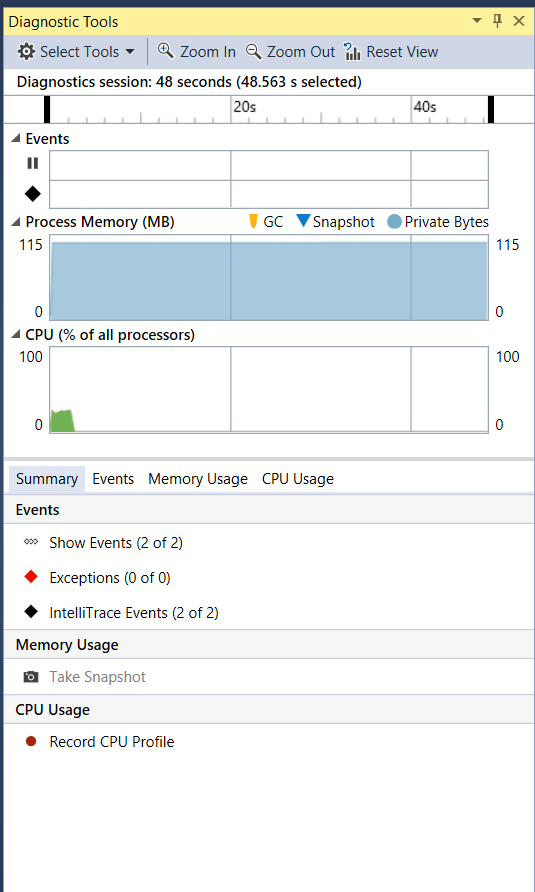 Diagnostic Tools
Select Tools Zoom In Zoom Out Reset View
Diagnostics session: 48 seconds (48.563 s selected)
20s 40s
Events
Process Memory (MB) GC Snapshot Private Bytes
115 115
0 0
CPU (% of all processors)
100 100
0 0
Summary Events Memory Usage CPU Usage
Events
Show Events (2 of 2)
Exceptions (0 of 0)
IntelliTrace Events (2 of 2)
Memory Usage
Take Snapshot
CPU Usage
Record CPU Profile